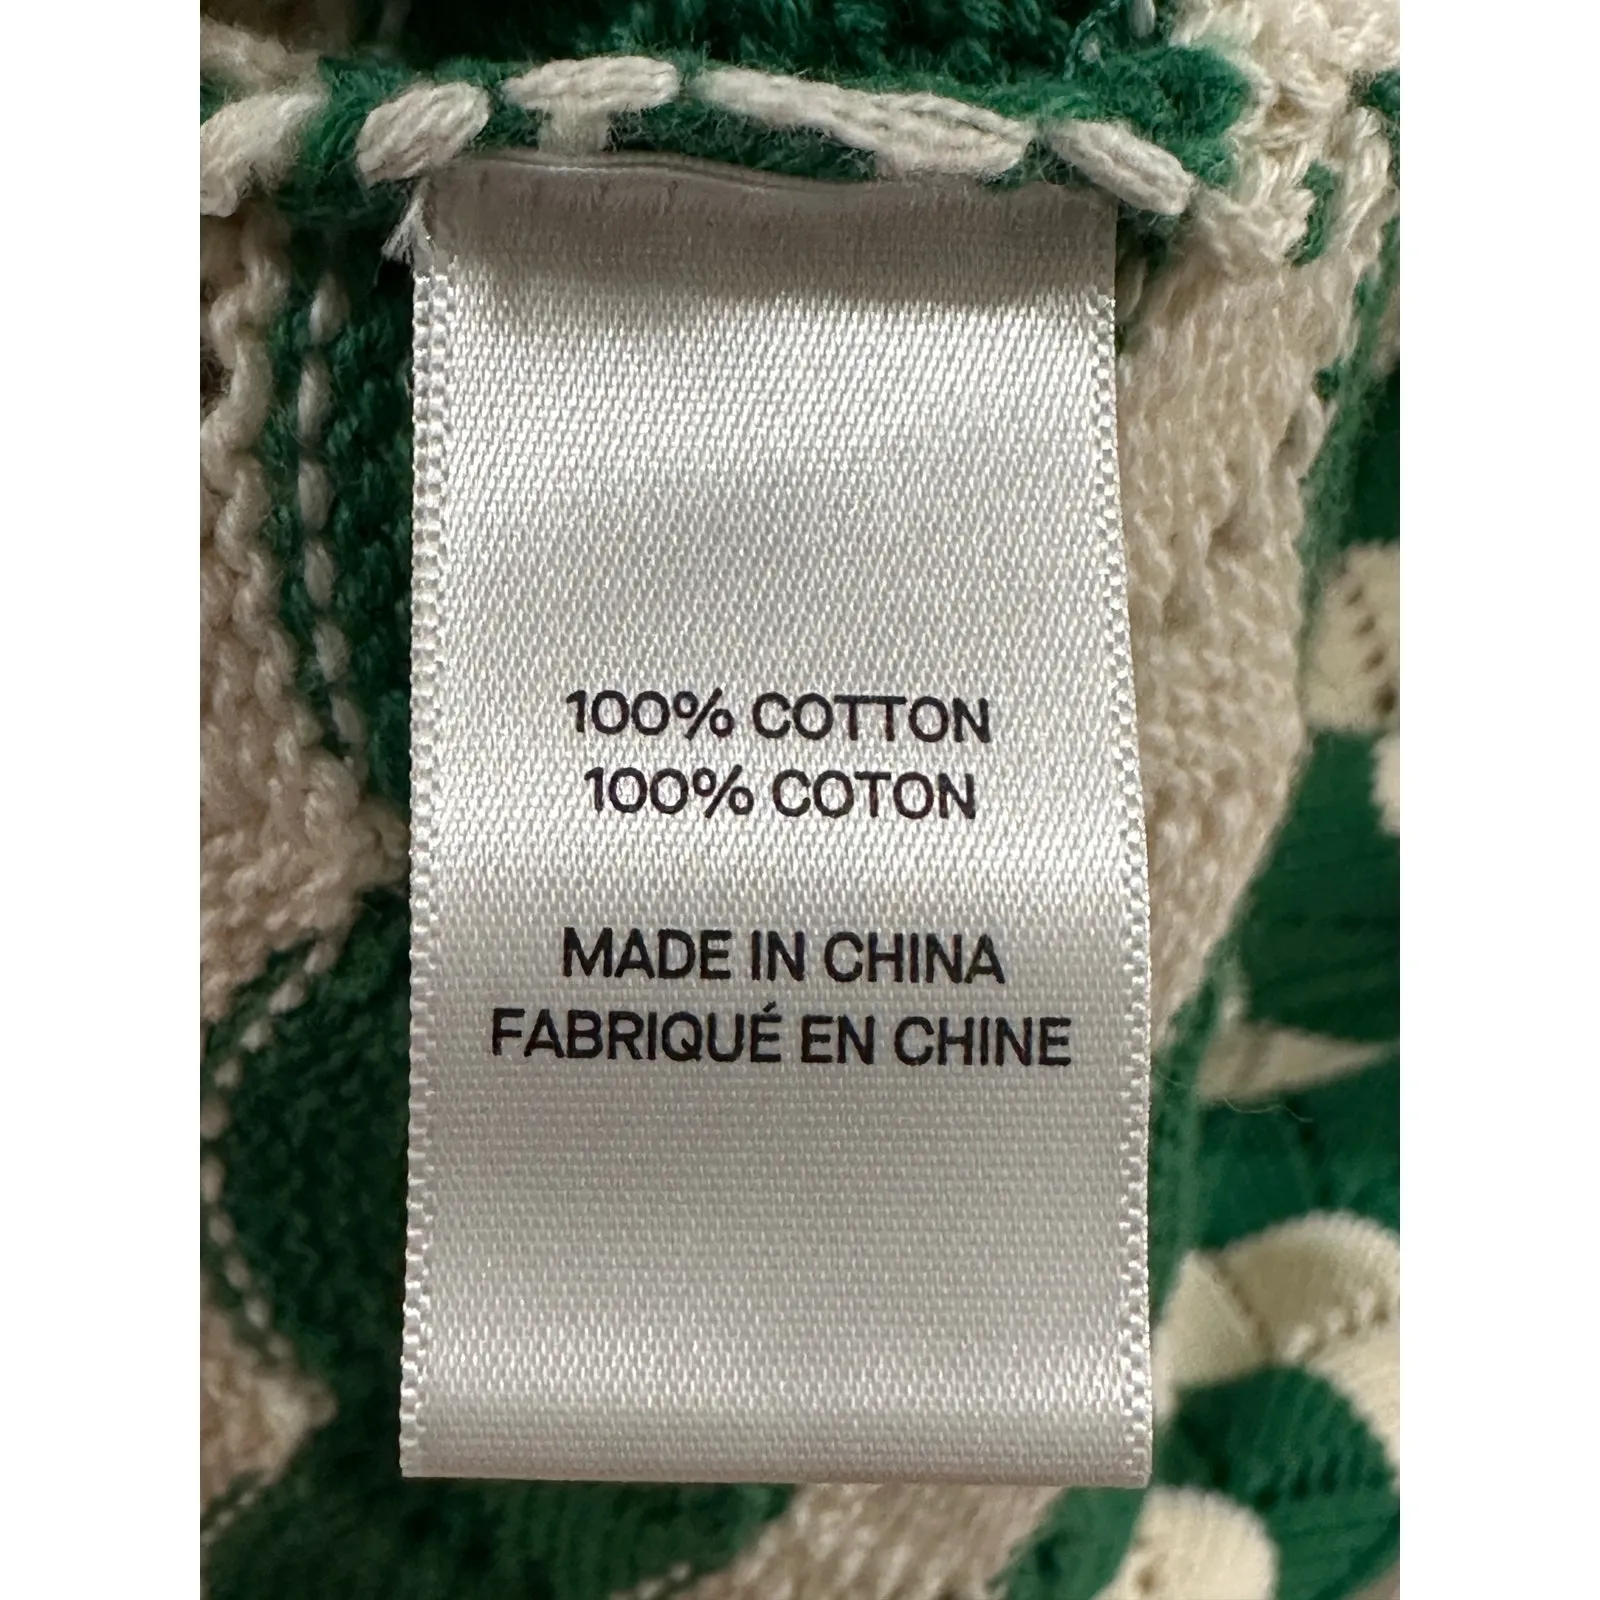 100% COTTON
100% COTON
MADE IN CHINA
FABRIQUÉ EN CHINE